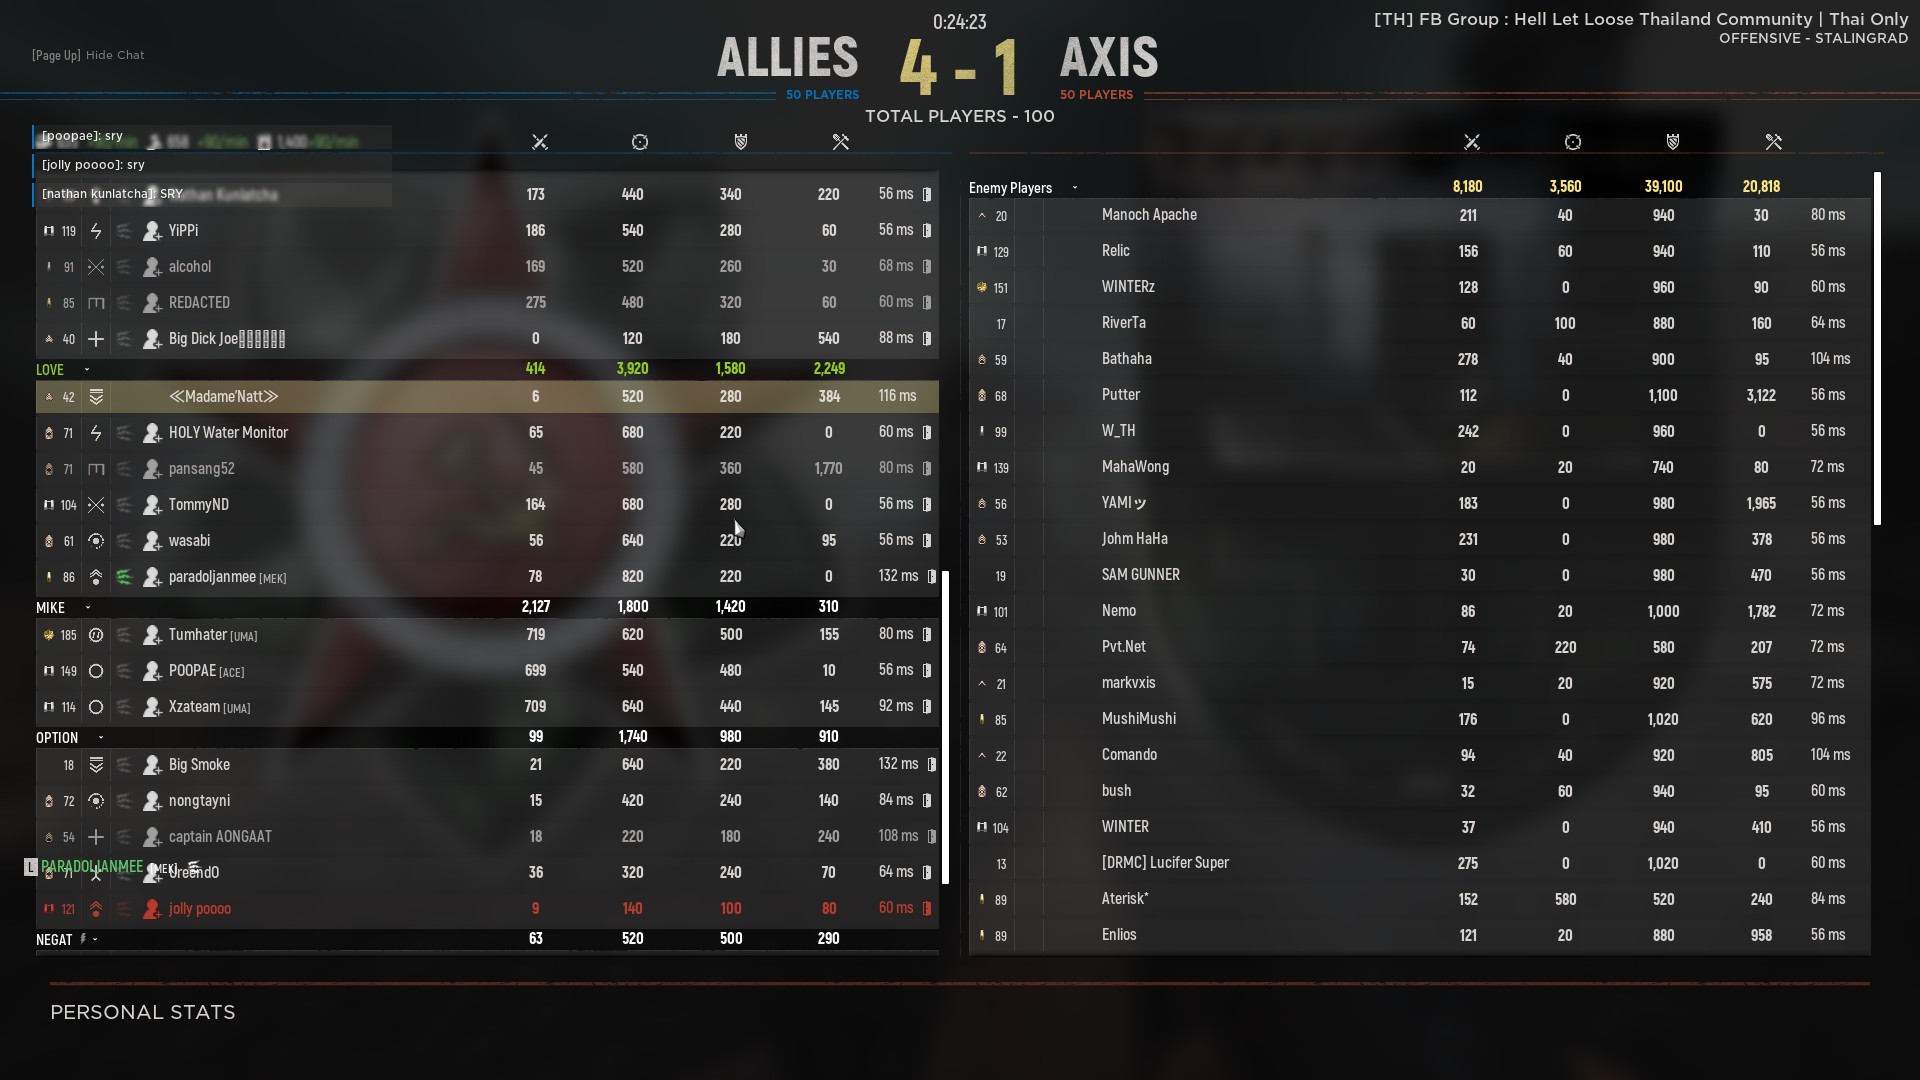 0:24:23
[TH] FB Group : Hell Let Loose Thailand Community | Thai Only
OFFENSIVE - STALINGRAD
[Page Up] Hide Chat
ALLIES 4 - 1 AXIS
50 PLAYERS 50 PLAYERS
TOTAL PLAYERS - 100
[poopae]: sry
[jolly poooo]: sry
[nathan kunlatcha]: SRY
173 440 340 220 56 ms
119 YiPPi 186 540 280 60 56 ms
91 alcohol 169 520 260 30 68 ms
85 REDACTED 275 480 320 60 60 ms
40 Big Dick Joe 0 120 180 540 88 ms
LOVE 414 3,920 1,580 2,249
42 ≪Madame'Natt≫ 6 520 280 384 116 ms
71 HOLY Water Monitor 65 680 220 0 60 ms
71 pansang52 45 580 360 1,770 80 ms
104 TommyND 164 680 280 0 56 ms
61 wasabi 56 640 220 95 56 ms
86 paradoljanmee [MEK] 78 820 220 0 132 ms
MIKE 2,127 1,800 1,420 310
185 Tumhater [UMA] 719 620 500 155 80 ms
149 POOPAE [ACE] 699 540 480 10 56 ms
114 Xzateam [UMA] 709 640 440 145 92 ms
OPTION 99 1,740 980 910
18 Big Smoke 21 640 220 380 132 ms
72 nongtayni 15 420 240 140 84 ms
54 captain AONGAAT 18 220 180 240 108 ms
L PARADOLJANMEE [MEK]
71 36 320 240 70 64 ms
121 jolly poooo 9 140 100 80 60 ms
NEGAT 63 520 500 290
Enemy Players 8,180 3,560 39,100 20,818
20 Manoch Apache 211 40 940 30 80 ms
129 Relic 156 60 940 110 56 ms
151 WINTERz 128 0 960 90 60 ms
17 RiverTa 60 100 880 160 64 ms
59 Bathaha 278 40 900 95 104 ms
68 Putter 112 0 1,100 3,122 56 ms
99 W_TH 242 0 960 0 56 ms
139 MahaWong 20 20 740 80 72 ms
56 YAMIッ 183 0 980 1,965 56 ms
53 Johm HaHa 231 0 980 378 56 ms
19 SAM GUNNER 30 0 980 470 56 ms
101 Nemo 86 20 1,000 1,782 72 ms
64 Pvt.Net 74 220 580 207 72 ms
21 markvxis 15 20 920 575 72 ms
85 MushiMushi 176 0 1,020 620 96 ms
22 Comando 94 40 920 805 104 ms
62 bush 32 60 940 95 60 ms
104 WINTER 37 0 940 410 56 ms
13 [DRMC] Lucifer Super 275 0 1,020 0 60 ms
89 Aterisk* 152 580 520 240 84 ms
89 Enlios 121 20 880 958 56 ms
PERSONAL STATS